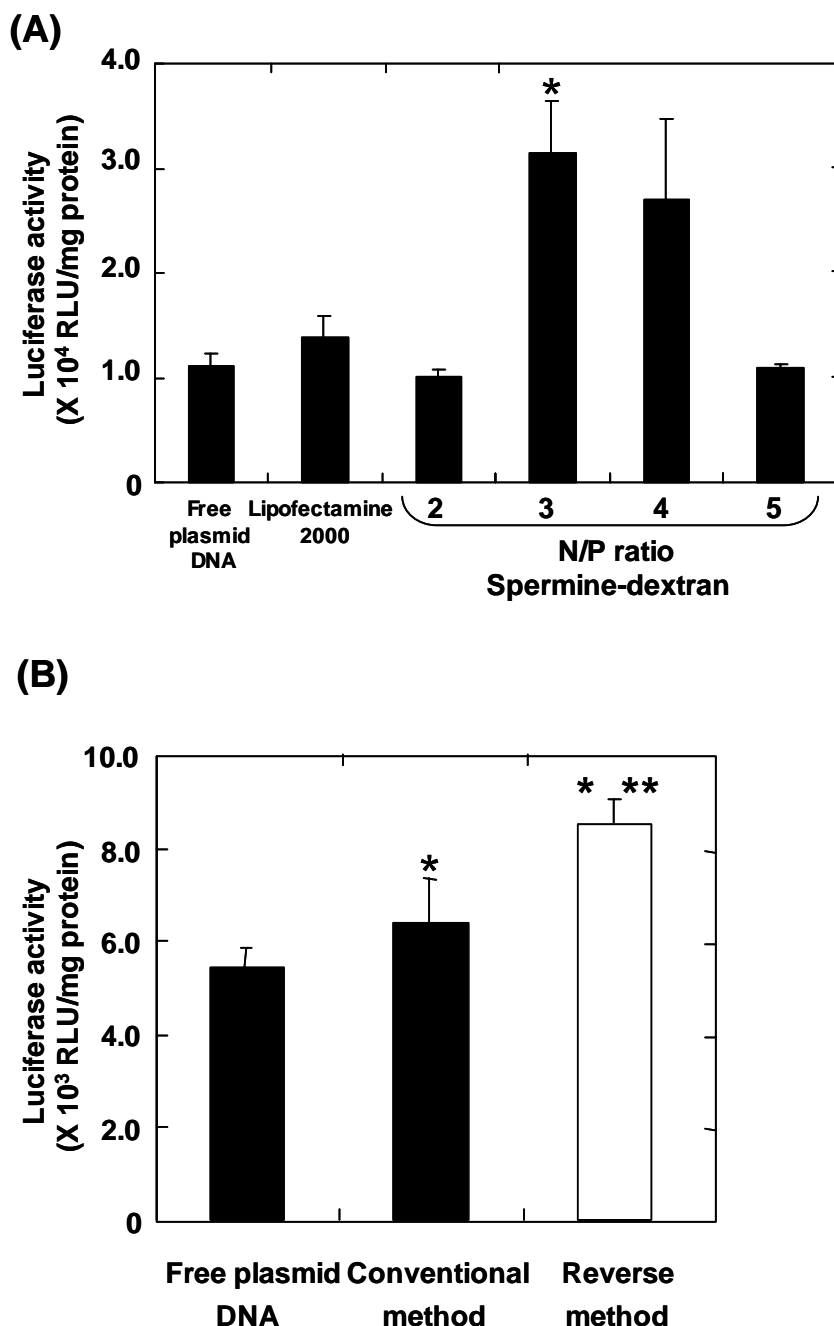 (A)
Luciferase activity
(X 10⁴ RLU/mg protein)
4.0
3.0
2.0
1.0
0
*
Free plasmid DNA
Lipofectamine 2000
2 3 4 5
N/P ratio
Spermine-dextran
(B)
Luciferase activity
(X 10³ RLU/mg protein)
10.0
8.0
6.0
4.0
2.0
0
*
* **
Free plasmid DNA
Conventional method
Reverse method